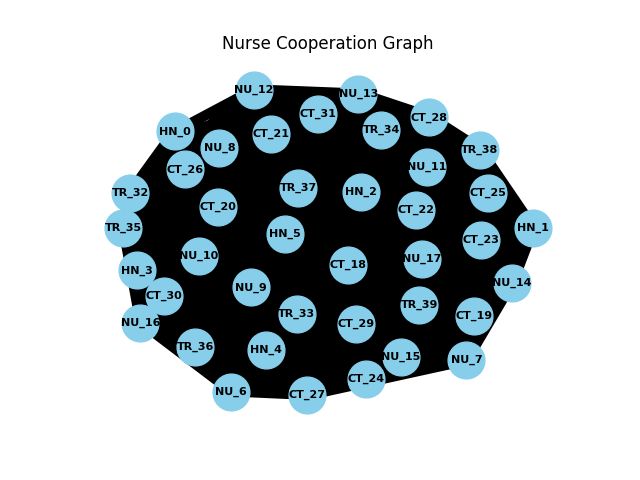 Nurse Cooperation Graph
NU_12
NU_13
CT_31
CT_28
HN_0
TR_34
CT_21
NU_8
TR_38
NU_11
CT_26
TR_37
HN_2
CT_25
TR_32
CT_20
CT_22
TR_35
HN_1
HN_5
CT_23
NU_10
NU_17
CT_18
HN_3
NU_14
NU_9
CT_30
TR_39
TR_33
CT_19
NU_16
CT_29
TR_36
HN_4
NU_15
NU_7
CT_24
NU_6
CT_27